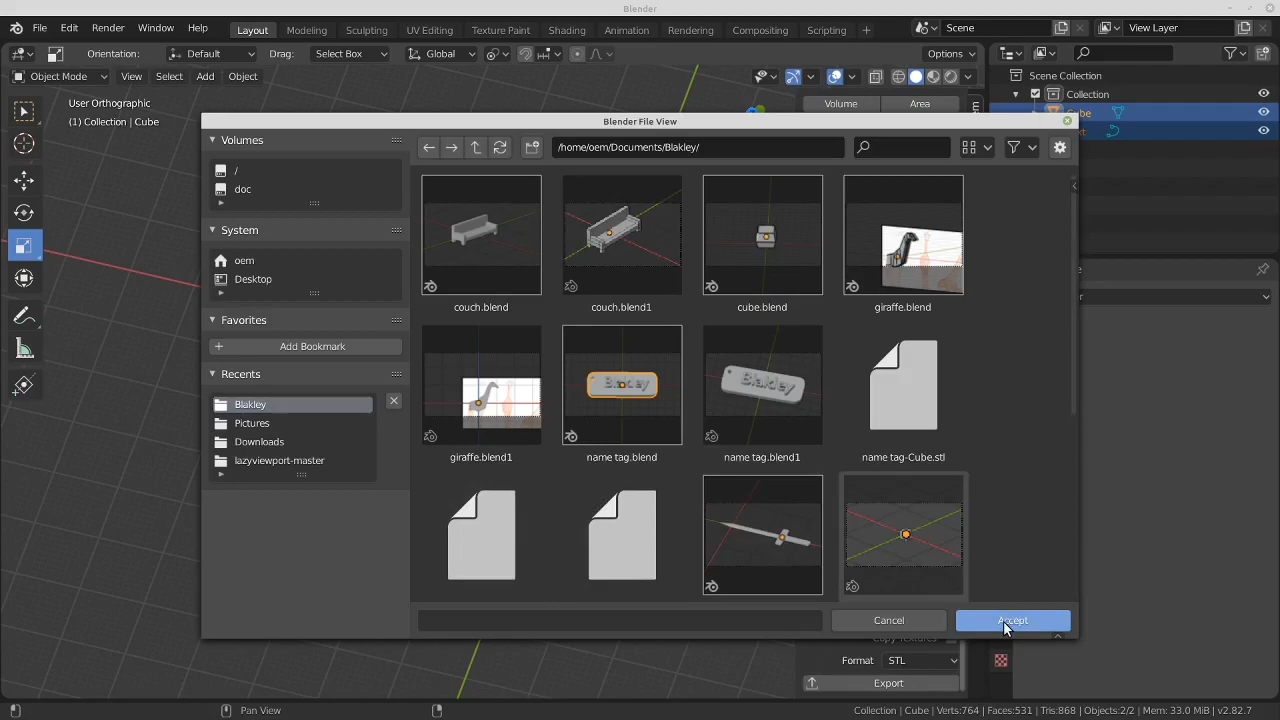 Blender
File Edit Render Window Help Layout Modeling Sculpting UV Editing Texture Paint Shading Animation Rendering Compositing Scripting + Scene View Layer
Orientation: Default Drag: Select Box Global Options
Object Mode View Select Add Object
User Orthographic
(1) Collection | Cube
Volume Area
Scene Collection
Collection
Cube
Blender File View
Volumes
/
doc
System
oem
Desktop
Favorites
Add Bookmark
Recents
Blakley
Pictures
Downloads
lazyviewport-master
/home/oem/Documents/Blakley/
couch.blend couch.blend1 cube.blend giraffe.blend
Blakley Blakley
giraffe.blend1 name tag.blend name tag.blend1 name tag-Cube.stl
Cancel Accept
Copy Textures
Format STL
Export
Pan View
Collection | Cube | Verts:764 | Faces:531 | Tris:868 | Objects:2/2 | Mem: 33.0 MiB | v2.82.7